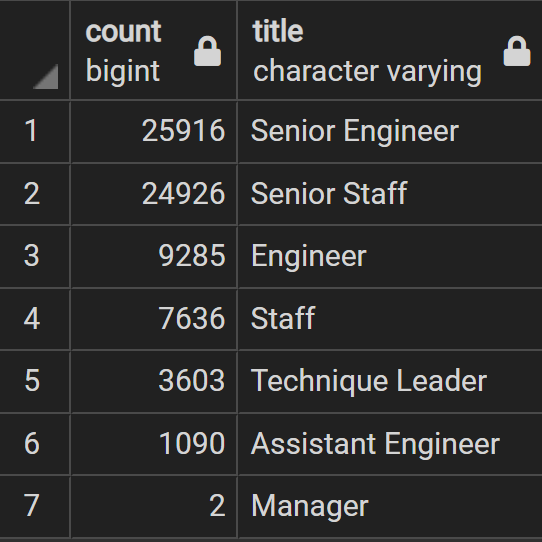 count title
bigint character varying
1 25916 Senior Engineer
2 24926 Senior Staff
3 9285 Engineer
4 7636 Staff
5 3603 Technique Leader
6 1090 Assistant Engineer
7 2 Manager